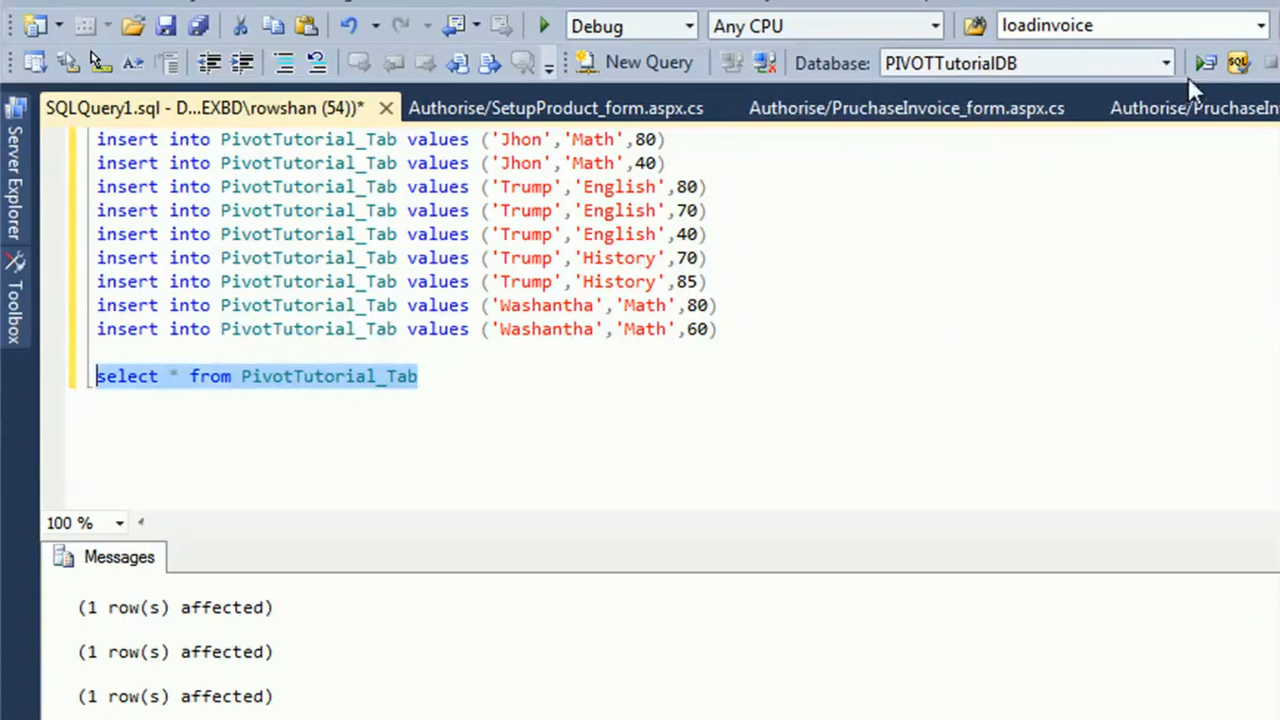 Debug
Any CPU
loadinvoice
New Query
Database:
PIVOTTutorialDB
SQL
SQLQuery1.sql - D...EXBD\rowshan (54))*
Authorise/SetupProduct_form.aspx.cs
Authorise/PruchaseInvoice_form.aspx.cs
Authorise/PruchaseIn
Server Explorer
Toolbox
insert into PivotTutorial_Tab values ('Jhon','Math',80)
insert into PivotTutorial_Tab values ('Jhon','Math',40)
insert into PivotTutorial_Tab values ('Trump','English',80)
insert into PivotTutorial_Tab values ('Trump','English',70)
insert into PivotTutorial_Tab values ('Trump','English',40)
insert into PivotTutorial_Tab values ('Trump','History',70)
insert into PivotTutorial_Tab values ('Trump','History',85)
insert into PivotTutorial_Tab values ('Washantha','Math',80)
insert into PivotTutorial_Tab values ('Washantha','Math',60)
select * from PivotTutorial_Tab
100 %
Messages
(1 row(s) affected)
(1 row(s) affected)
(1 row(s) affected)